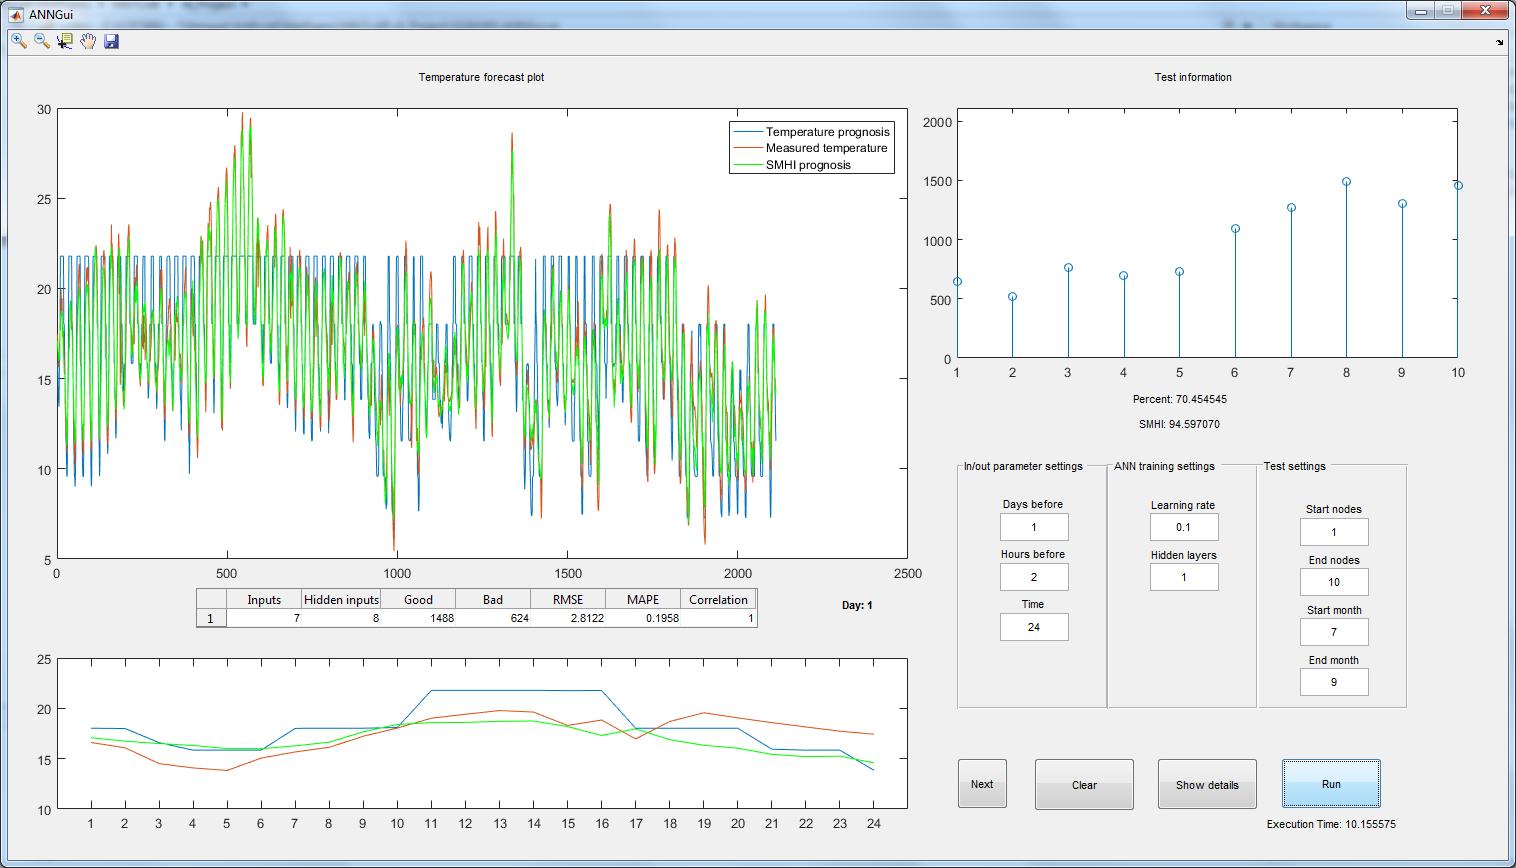 ANNGui
Temperature forecast plot
30
25
20
15
10
5
0 500 1000 1500 2000 2500
Temperature prognosis
Measured temperature
SMHI prognosis
Inputs Hidden inputs Good Bad RMSE MAPE Correlation
1 7 8 1488 624 2.8122 0.1958 1
Day: 1
25
20
15
10
1 2 3 4 5 6 7 8 9 10 11 12 13 14 15 16 17 18 19 20 21 22 23 24
Test information
2000
1500
1000
500
0
1 2 3 4 5 6 7 8 9 10
Percent: 70.454545
SMHI: 94.597070
In/out parameter settings
Days before
1
Hours before
2
Time
24
ANN training settings
Learning rate
0.1
Hidden layers
1
Test settings
Start nodes
1
End nodes
10
Start month
7
End month
9
Next
Clear
Show details
Run
Execution Time: 10.155575